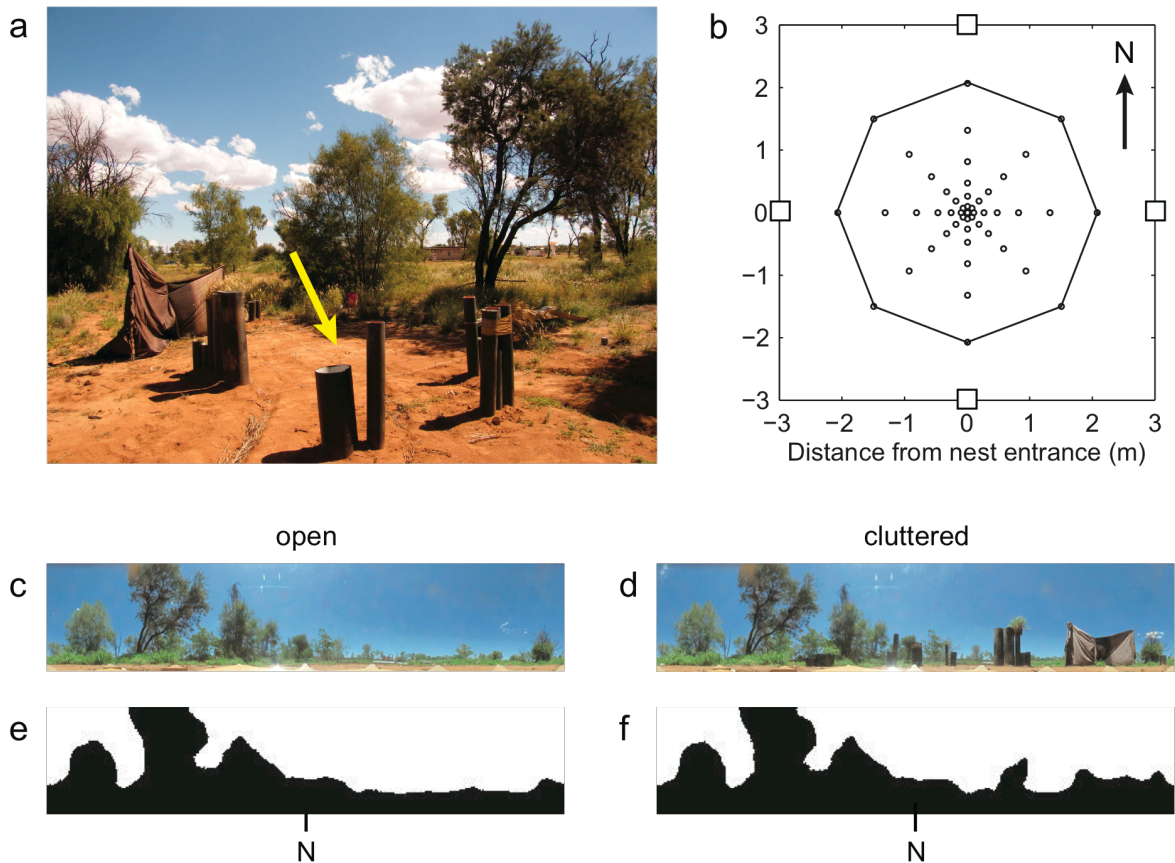 a
b
3
2
1
0
−1
−2
−3
N
−3 −2 −1 0 1 2 3
Distance from nest entrance (m)
open
cluttered
c
d
e
f
N
N